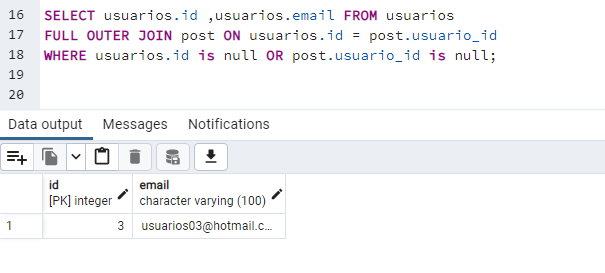 16 SELECT usuarios.id ,usuarios.email FROM usuarios
17 FULL OUTER JOIN post ON usuarios.id = post.usuario_id
18 WHERE usuarios.id is null OR post.usuario_id is null;
19
20
Data output Messages Notifications
id email
[PK] integer character varying (100)
1 3 usuarios03@hotmail.c...